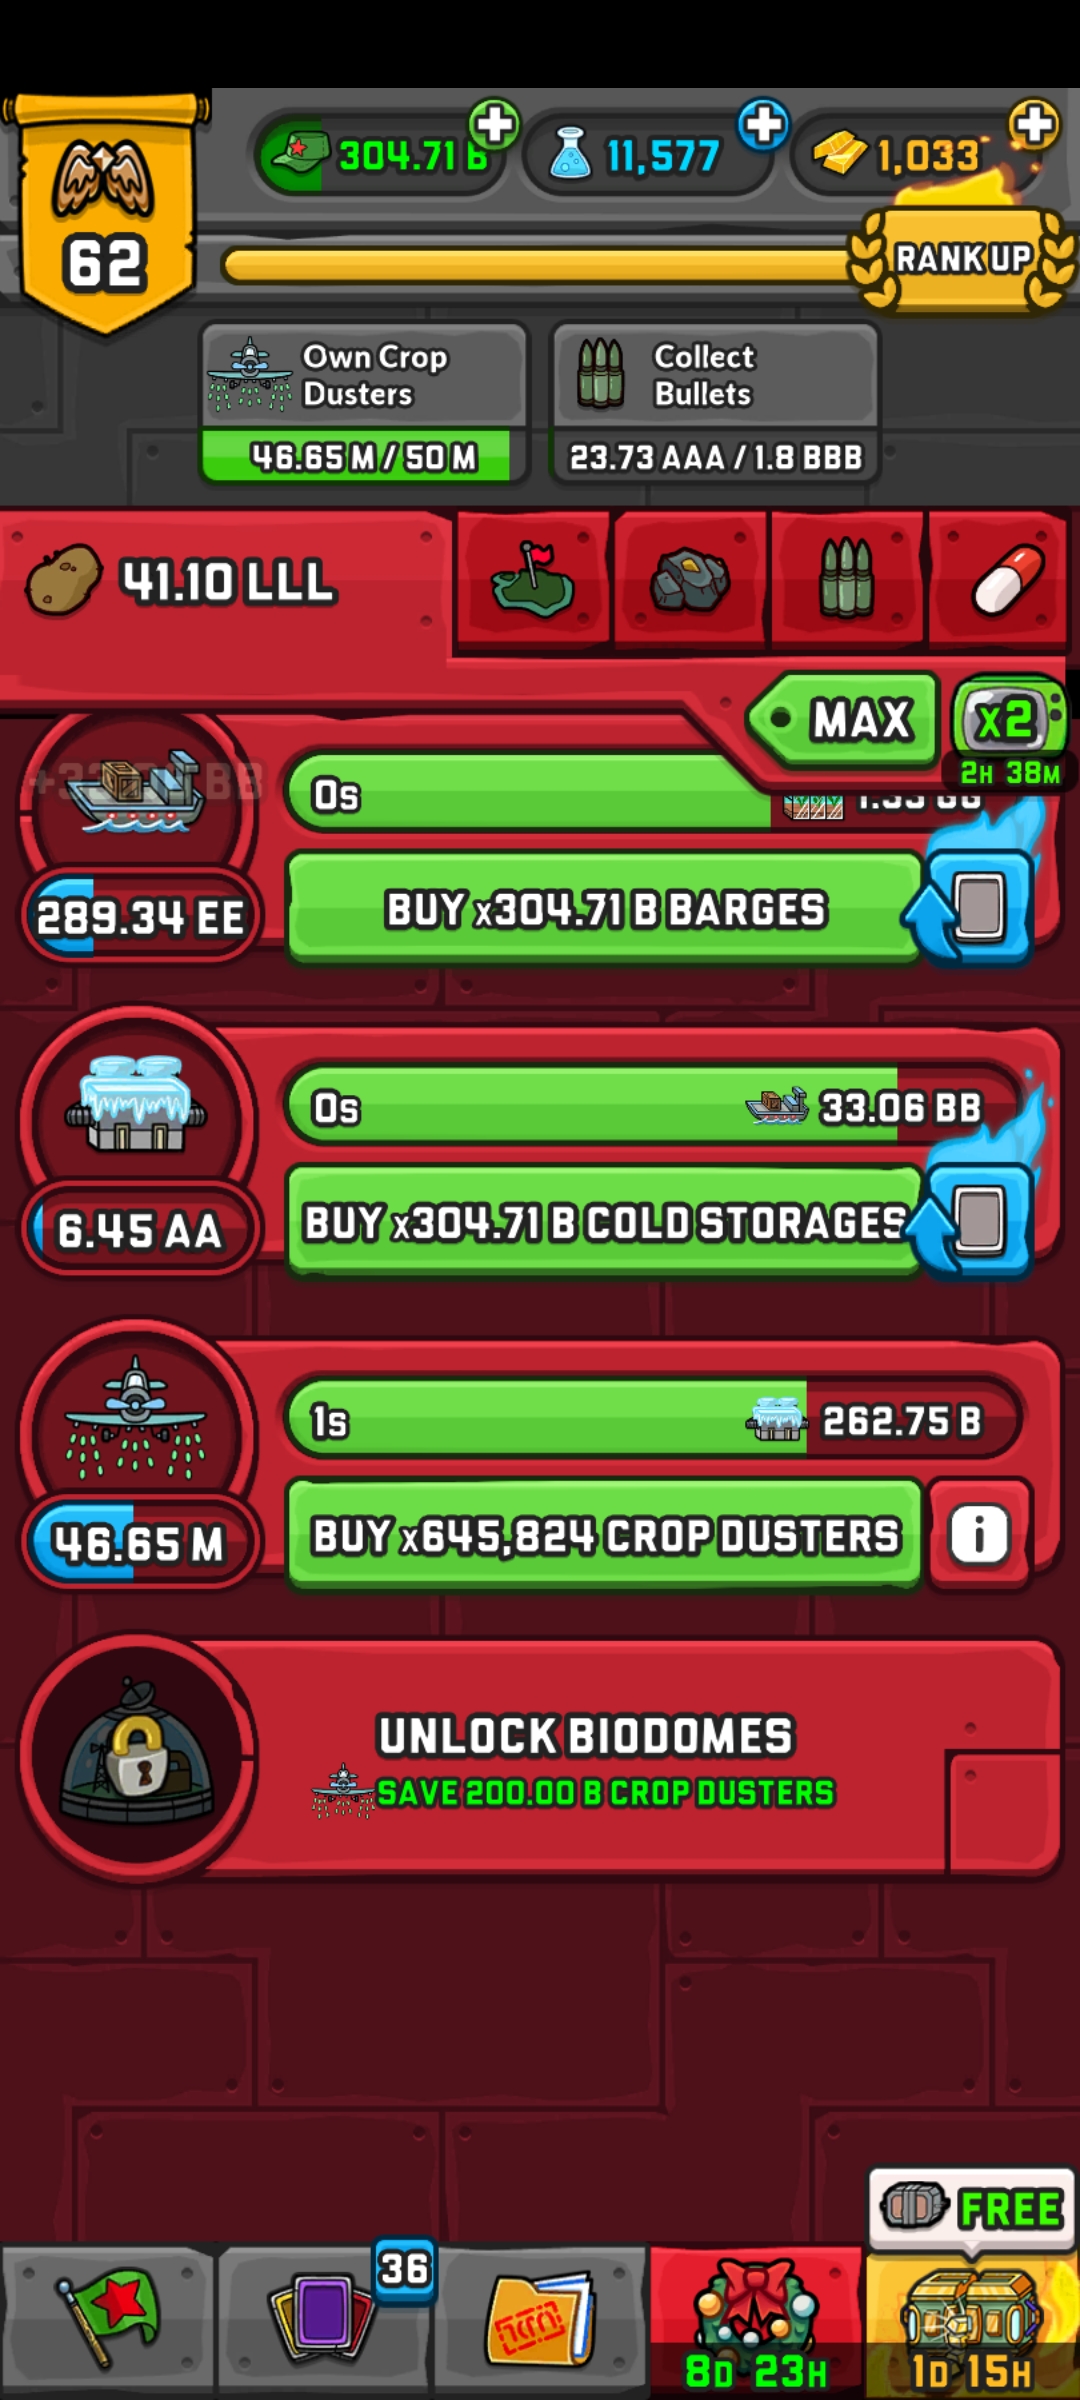 304.71 B
11,577
1,033
62
RANK UP
Own Crop
Dusters
46.65 M / 50 M
Collect
Bullets
23.73 AAA / 1.8 BBB
41.10 LLL
MAX
x2
2H 38M
0s
289.34 EE
BUY x304.71 B BARGES
0s
33.06 BB
6.45 AA
BUY x304.71 B COLD STORAGES
1s
262.75 B
46.65 M
BUY x645,824 CROP DUSTERS
i
UNLOCK BIODOMES
SAVE 200.00 B CROP DUSTERS
FREE
36
8D 23H
1D 15H